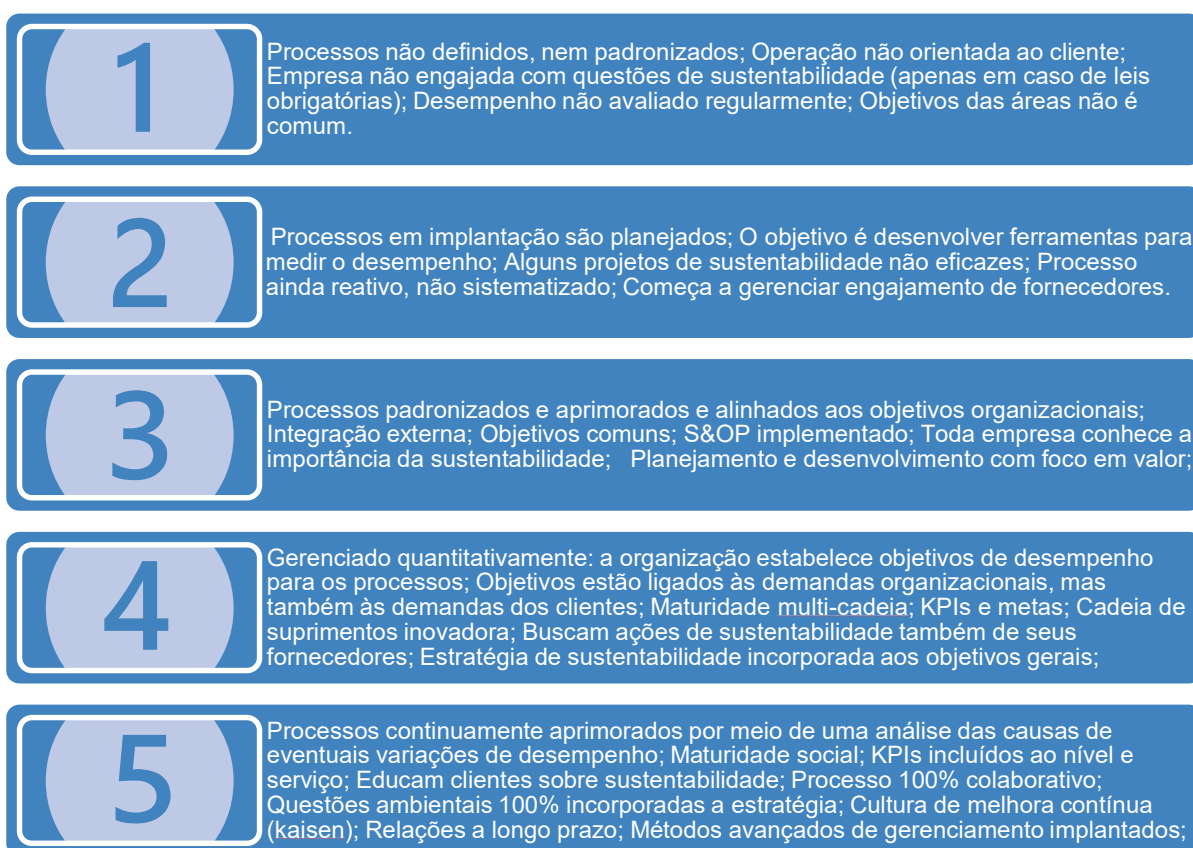 1
Processos não definidos, nem padronizados; Operação não orientada ao cliente;
Empresa não engajada com questões de sustentabilidade (apenas em caso de leis
obrigatórias); Desempenho não avaliado regularmente; Objetivos das áreas não é
comum.
2
Processos em implantação são planejados; O objetivo é desenvolver ferramentas para
medir o desempenho; Alguns projetos de sustentabilidade não eficazes; Processo
ainda reativo, não sistematizado; Começa a gerenciar engajamento de fornecedores.
3
Processos padronizados e aprimorados e alinhados aos objetivos organizacionais;
Integração externa; Objetivos comuns; S&OP implementado; Toda empresa conhece a
importância da sustentabilidade; Planejamento e desenvolvimento com foco em valor;
4
Gerenciado quantitativamente: a organização estabelece objetivos de desempenho
para os processos; Objetivos estão ligados às demandas organizacionais, mas
também às demandas dos clientes; Maturidade multi-cadeia; KPIs e metas; Cadeia de
suprimentos inovadora; Buscam ações de sustentabilidade também de seus
fornecedores; Estratégia de sustentabilidade incorporada aos objetivos gerais;
5
Processos continuamente aprimorados por meio de uma análise das causas de
eventuais variações de desempenho; Maturidade social; KPIs incluídos ao nível e
serviço; Educam clientes sobre sustentabilidade; Processo 100% colaborativo;
Questões ambientais 100% incorporadas a estratégia; Cultura de melhora contínua
(kaisen); Relações a longo prazo; Métodos avançados de gerenciamento implantados;